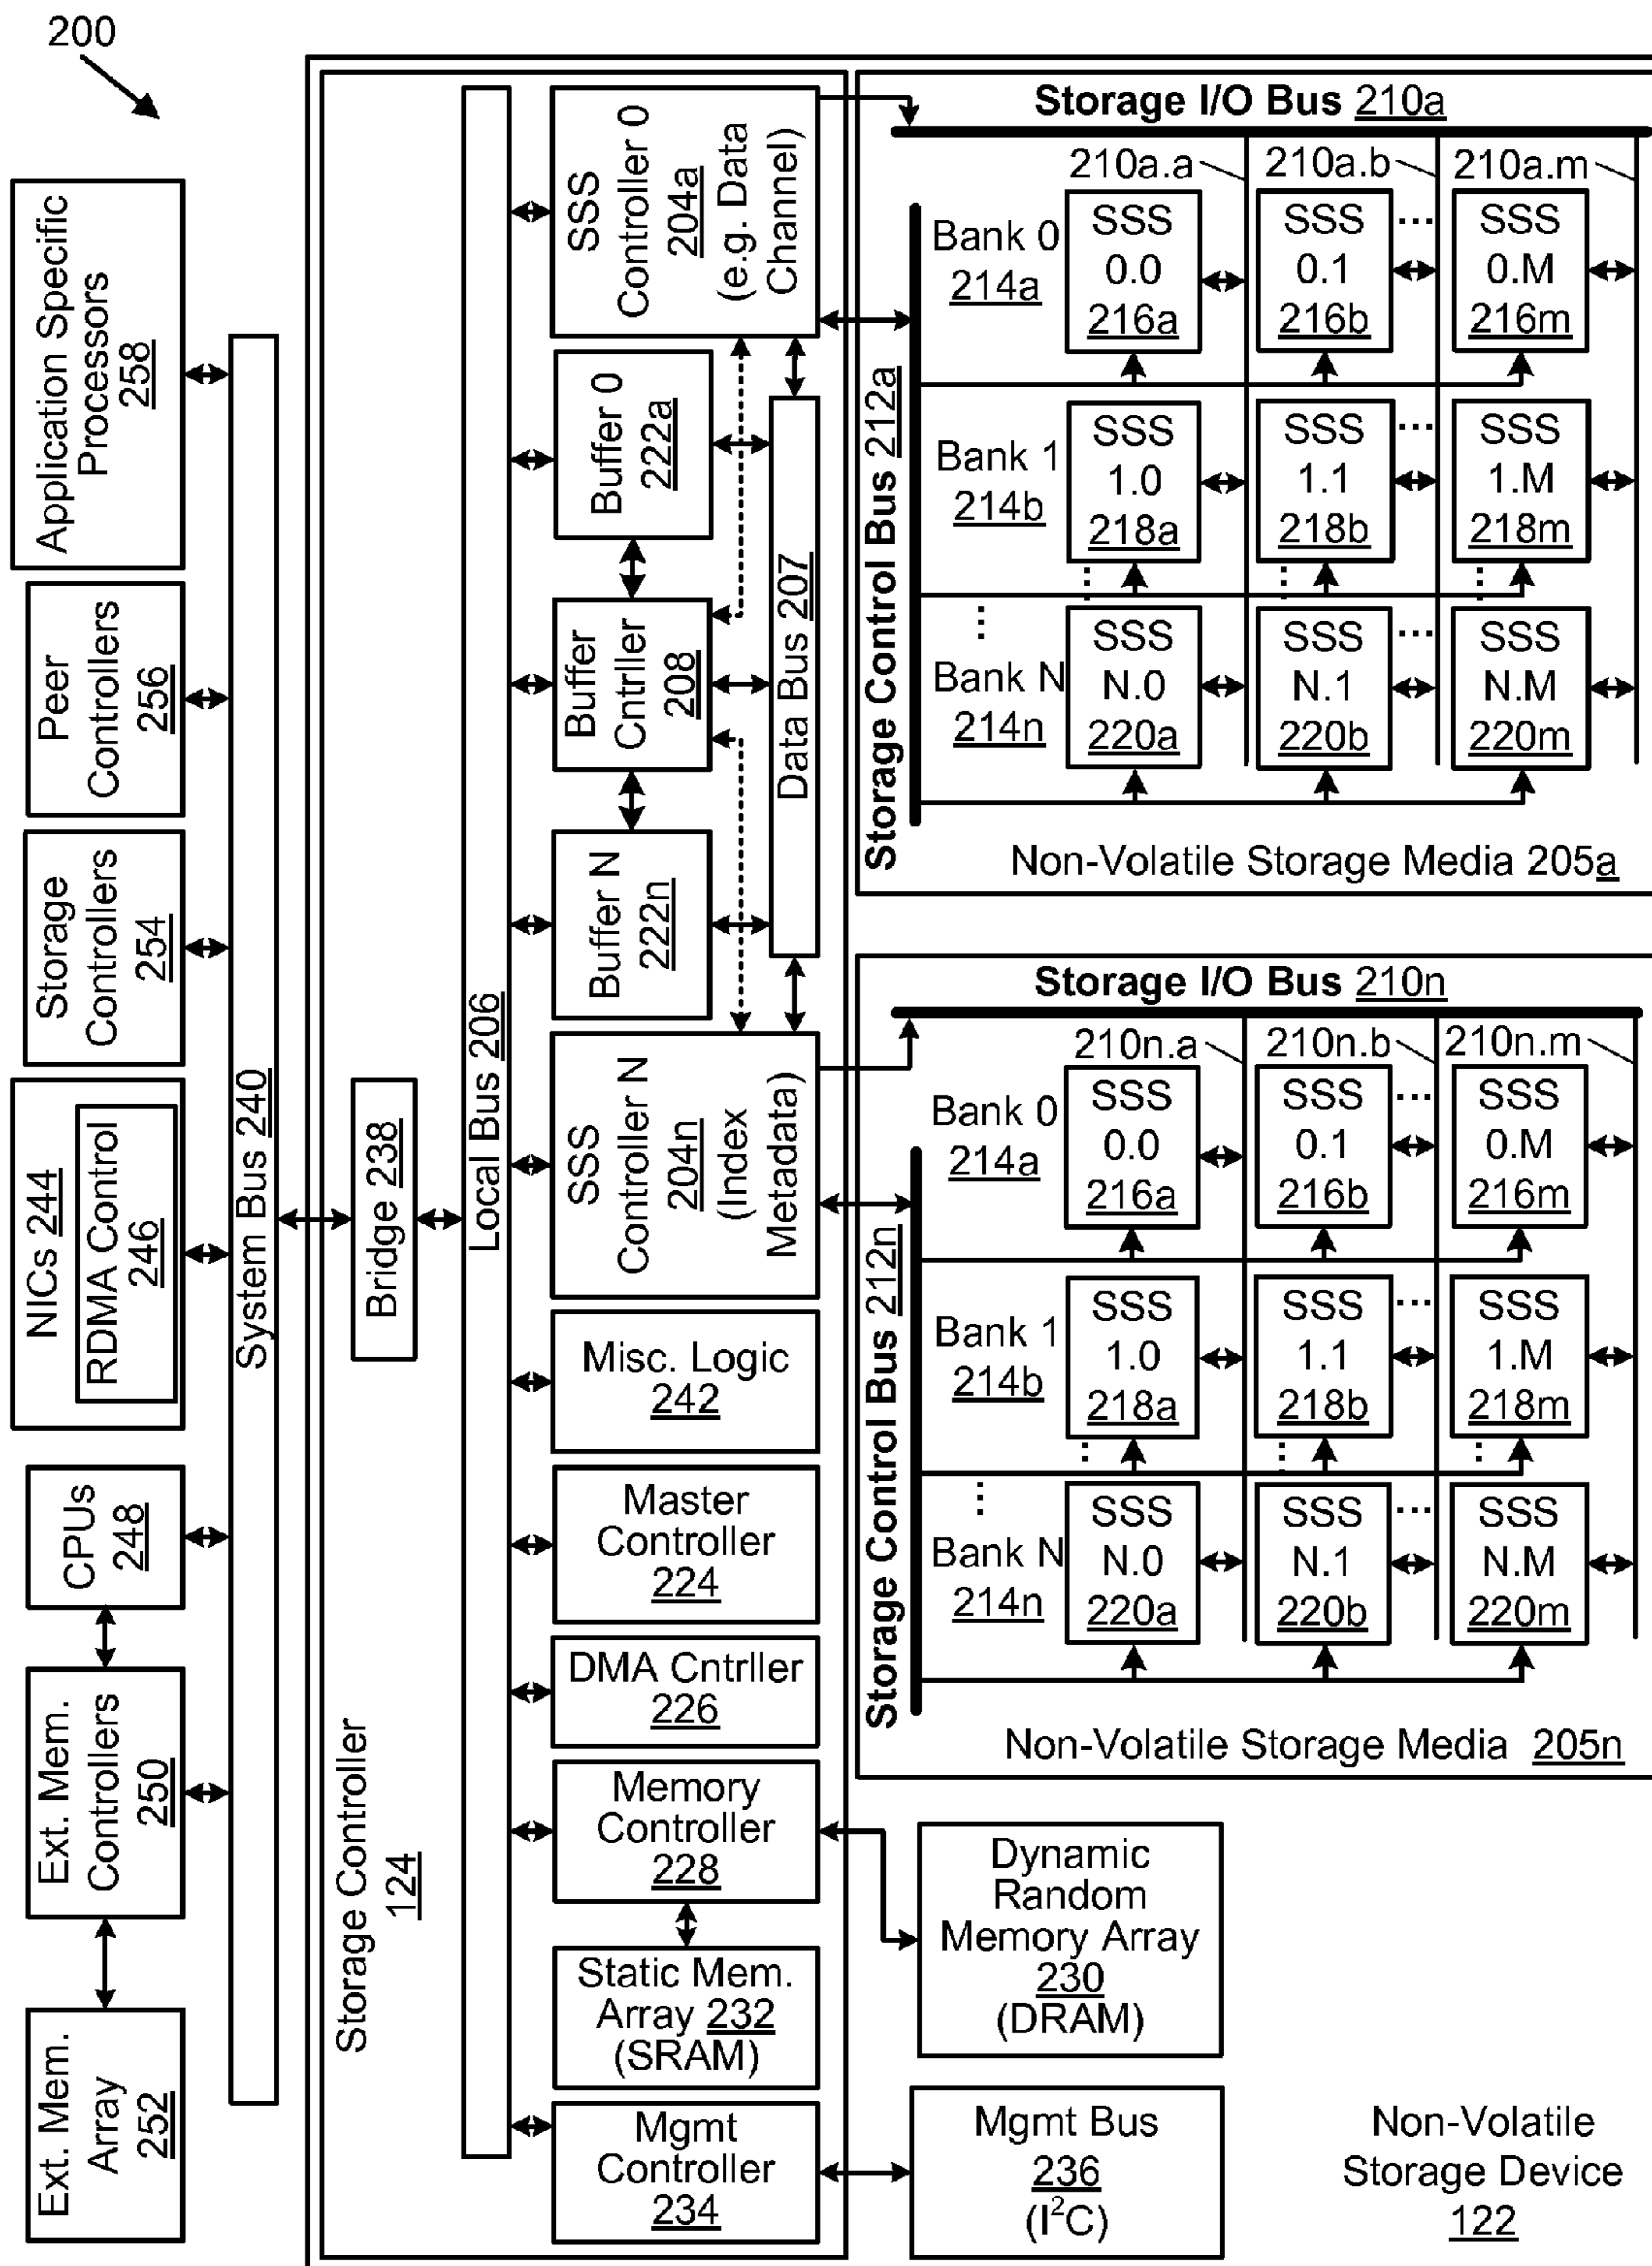 200
Application Specific
Processors
258
Peer
Controllers
256
Storage
Controllers
254
NICs 244
RDMA Control
246
CPUs
248
Ext. Mem.
Controllers
250
Ext. Mem.
Array
252
System Bus 240
Storage Controller
124
Bridge 238
Local Bus 206
SSS
Controller 0
204a
(e.g. Data
Channel)
Buffer 0
222a
Buffer
Cntrller
208
Buffer N
222n
Data Bus 207
SSS
Controller N
204n
(Index
Metadata)
Misc. Logic
242
Master
Controller
224
DMA Cntrller
226
Memory
Controller
228
Static Mem.
Array 232
(SRAM)
Mgmt
Controller
234
Storage I/O Bus 210a
210a.a
210a.b
210a.m
Storage Control Bus 212a
Bank 0
214a
SSS
0.0
216a
SSS
0.1
216b
...
SSS
0.M
216m
Bank 1
214b
SSS
1.0
218a
SSS
1.1
218b
...
SSS
1.M
218m
...
Bank N
214n
SSS
N.0
220a
SSS
N.1
220b
...
SSS
N.M
220m
Non-Volatile Storage Media 205a
Storage I/O Bus 210n
210n.a
210n.b
210n.m
Storage Control Bus 212n
Bank 0
214a
SSS
0.0
216a
SSS
0.1
216b
...
SSS
0.M
216m
Bank 1
214b
SSS
1.0
218a
SSS
1.1
218b
...
SSS
1.M
218m
...
Bank N
214n
SSS
N.0
220a
SSS
N.1
220b
...
SSS
N.M
220m
Non-Volatile Storage Media 205n
Dynamic
Random
Memory Array
230
(DRAM)
Mgmt Bus
236
(I²C)
Non-Volatile
Storage Device
122